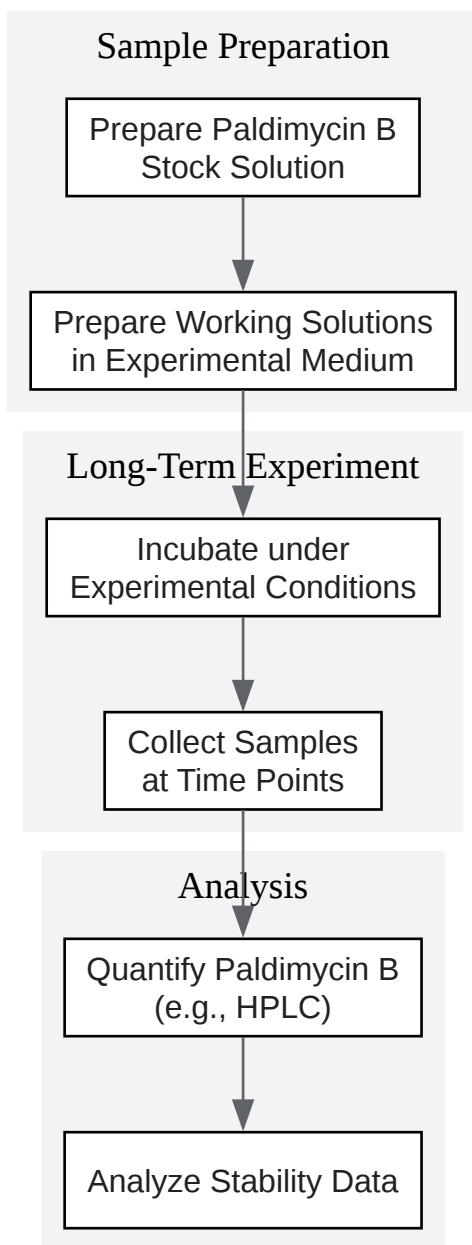 Sample Preparation
Prepare Paldimycin B
Stock Solution
Prepare Working Solutions
in Experimental Medium
Long-Term Experiment
Incubate under
Experimental Conditions
Collect Samples
at Time Points
Analysis
Quantify Paldimycin B
(e.g., HPLC)
Analyze Stability Data